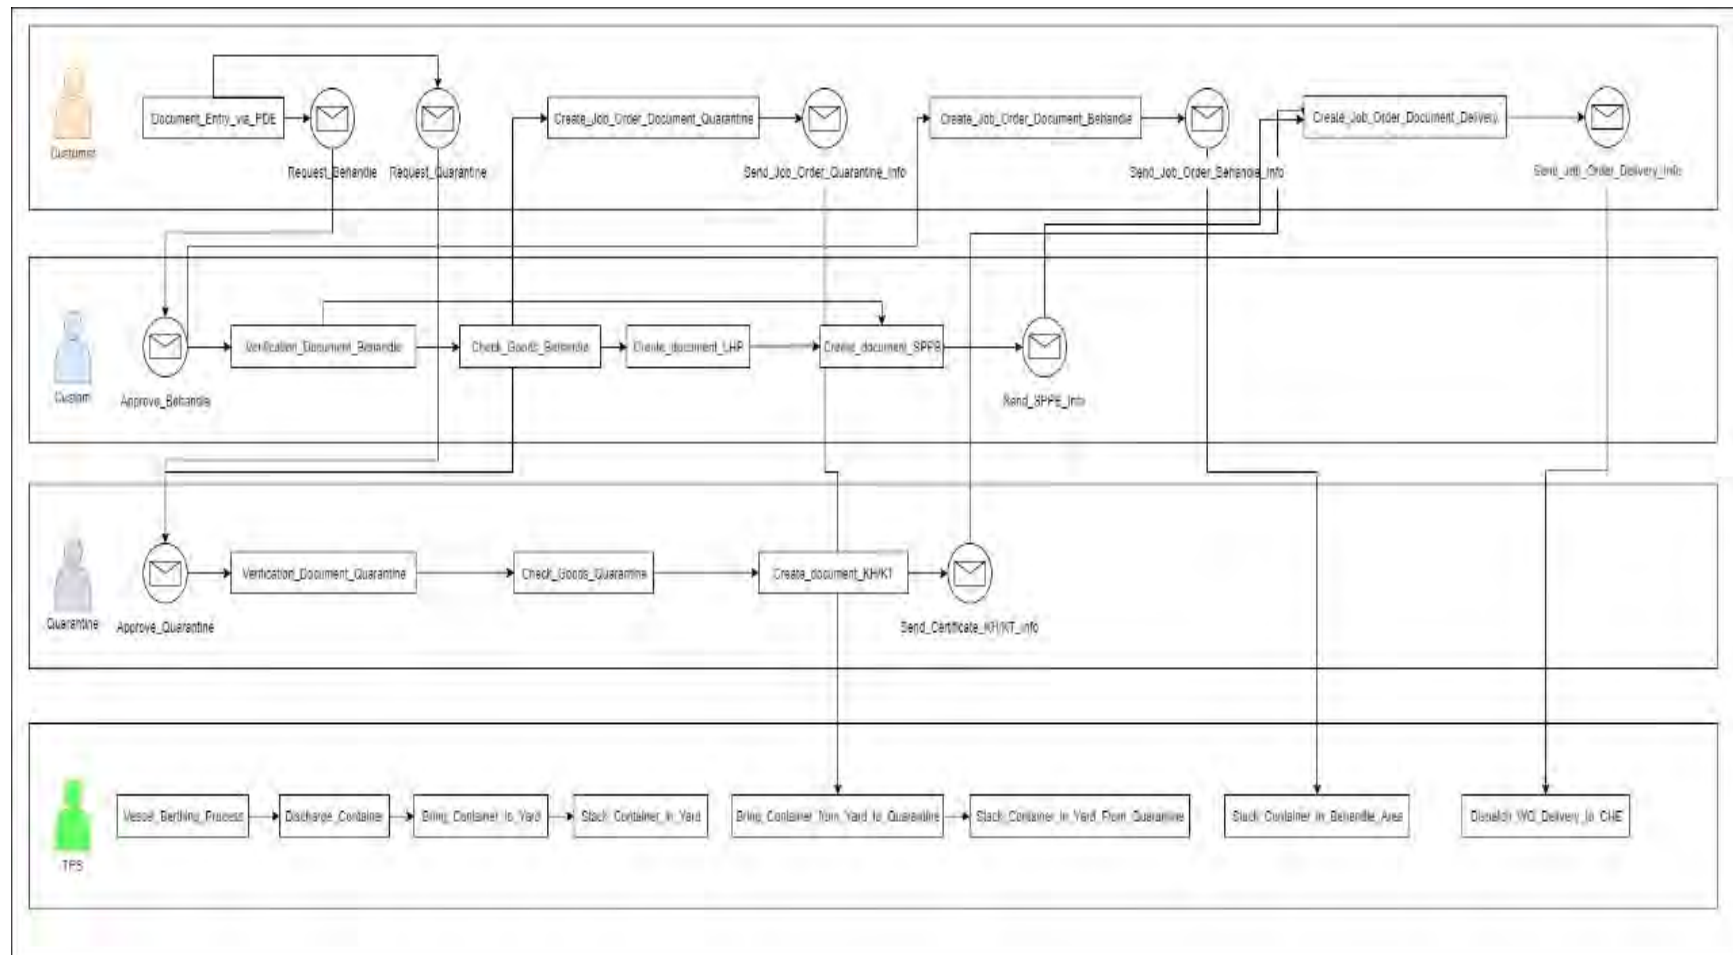 Document_Entry_via_PDE
Request_Behandle
Request_Quarantine
Create_Job_Order_Document_Quarantine
Send_Job_Order_Quarantine_Info
Create_Job_Order_Document_Behandle
Send_Job_Order_Behandle_Info
Create_Job_Order_Document_Delivery
Send_Job_Order_Delivery_Info
Customer
Approve_Behandle
Verification_Document_Behandle
Check_Goods_Behandle
Create_document_LHP
Create_document_SPPB
Custom
Quarantine
Approve_Quarantine
Verification_Document_Quarantine
Check_Goods_Quarantine
Create_document_KH/KT
Send_Certificate_KH/KT_info
Vessel_Berthing_Process
Discharge_Container
Bring_Container_to_Yard
Stack_Container_in_Yard
Bring_Container_from_Yard_to_Quarantine
Stack_Container_in_Yard_From_Quarantine
Stack_Container_in_Behandle_Area
Dispatch_WO_Delivery_to_CHE
TPS